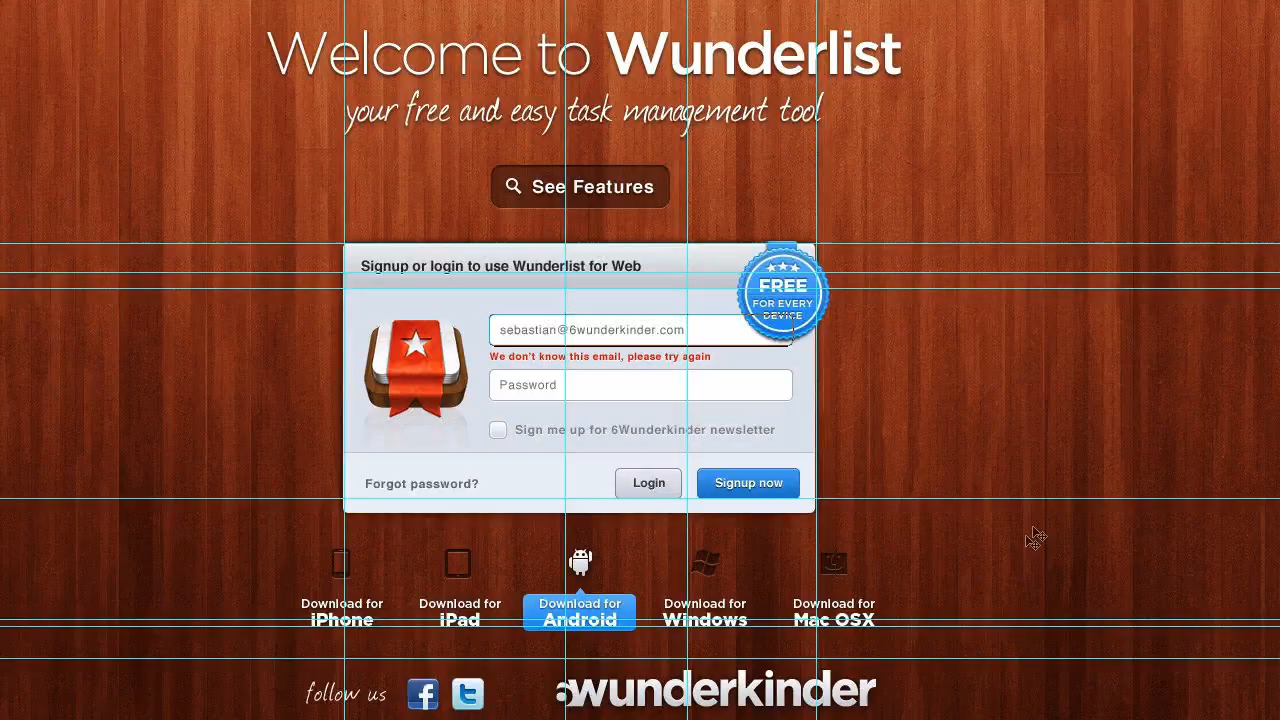 Welcome to Wunderlist
your free and easy task management tool
See Features
Signup or login to use Wunderlist for Web
FREE
FOR EVERY
DEVICE
sebastian@6wunderkinder.com
We don't know this email, please try again
Password
Sign me up for 6Wunderkinder newsletter
Forgot password?
Login
Signup now
Download for
iPhone
Download for
iPad
Download for
Android
Download for
Windows
Download for
Mac OSX
follow us
wunderkinder